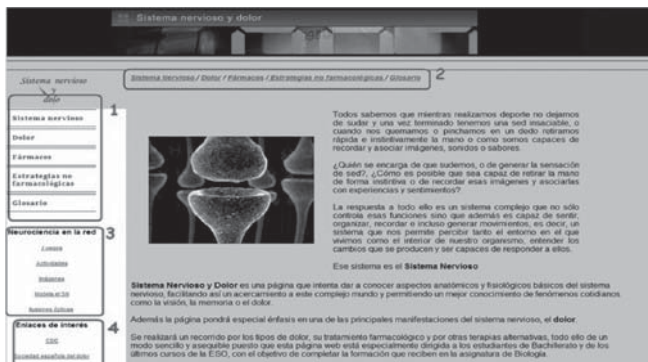 Sistema nervioso y dolor
Sistema nervioso
y
dolor
Sistema Nervioso / Dolor / Fármacos / Estrategias no farmacológicas / Glosario
2
1
Sistema nervioso
Dolor
Fármacos
Estrategias no
farmacológicas
Glosario
Todos sabemos que mientras realizamos deporte no dejamos
de sudar y una vez terminado tenemos una sed insaciable, o
cuando nos quemamos o pinchamos en un dedo retiramos
rápida e instintivamente la mano o como somos capaces de
recordar y asociar imágenes, sonidos o sabores.
¿Quién se encarga de que sudemos, o de generar la sensación
de sed?, ¿Cómo es posible que sea capaz de retirar la mano
de forma instintiva o de recordar esas imágenes y asociarlas
con experiencias y sentimientos?
La respuesta a todo ello es un sistema complejo que no sólo
controla esas funciones sino que además es capaz de sentir,
organizar, recordar e incluso generar movimientos, es decir, un
sistema que nos permite percibir tanto el entorno en el que
vivimos como el interior de nuestro organismo, entender los
cambios que se producen y ser capaces de responder a ellos.
Ese sistema es el Sistema Nervioso
3
Neurociencia en la red
Juegos
Actividades
Imágenes
Ilusiones ópticas
4
Enlaces de interés
Sociedad española del dolor
Sistema Nervioso y Dolor es una página que intenta dar a conocer aspectos anatómicos y fisiológicos básicos del sistema
nervioso, facilitando así un acercamiento a este complejo mundo y permitiendo un mejor conocimiento de fenómenos cotidianos
como la visión, la memoria o el dolor.
Además la página pondrá especial énfasis en una de las principales manifestaciones del sistema nervioso, el dolor.
Se realizará un recorrido por los tipos de dolor, su tratamiento farmacológico y por otras terapias alternativas, todo ello de un
modo sencillo y asequible puesto que esta página web está especialmente dirigida a los estudiantes de Bachillerato y de los
últimos cursos de la ESO, con el objetivo de completar la formación que reciben en la asignatura de Biología.